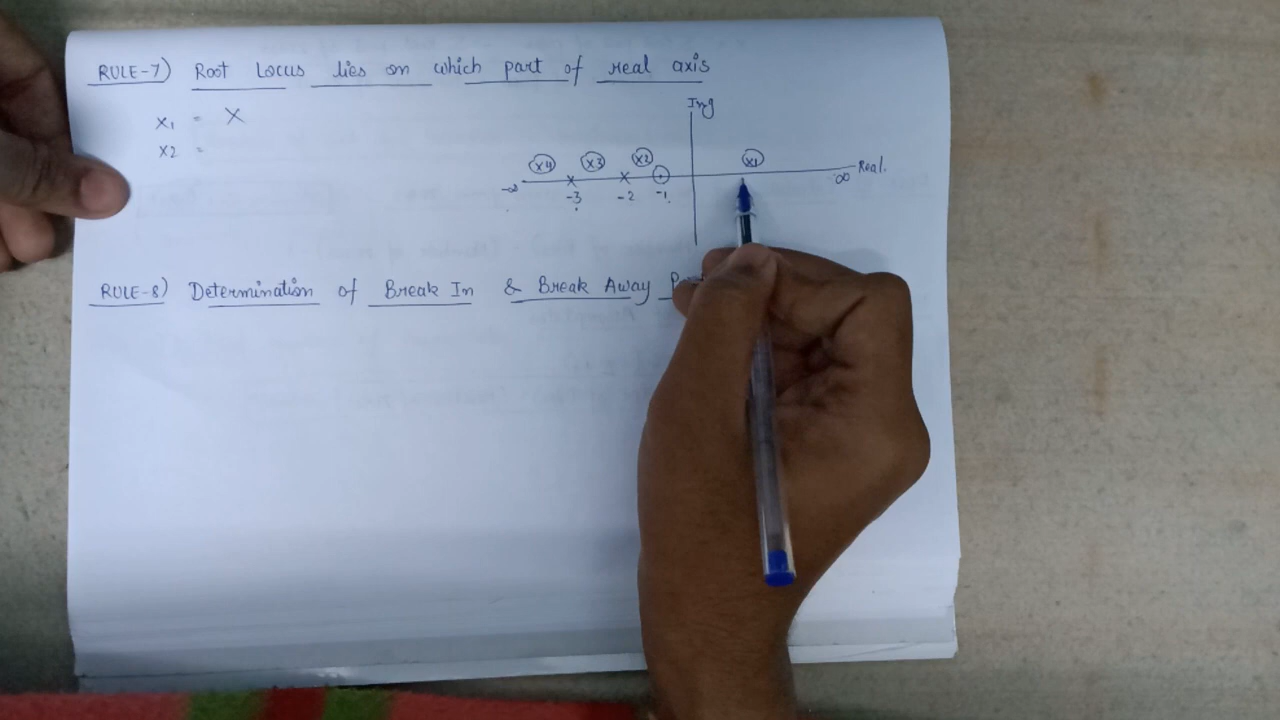 RULE-7) Root Locus lies on which part of real axis
x1 = X
x2 =
Img
x4 x3 x2 x1
-∞ ∞ Real.
-3 -2 -1
RULE-8) Determination of Break In & Break Away